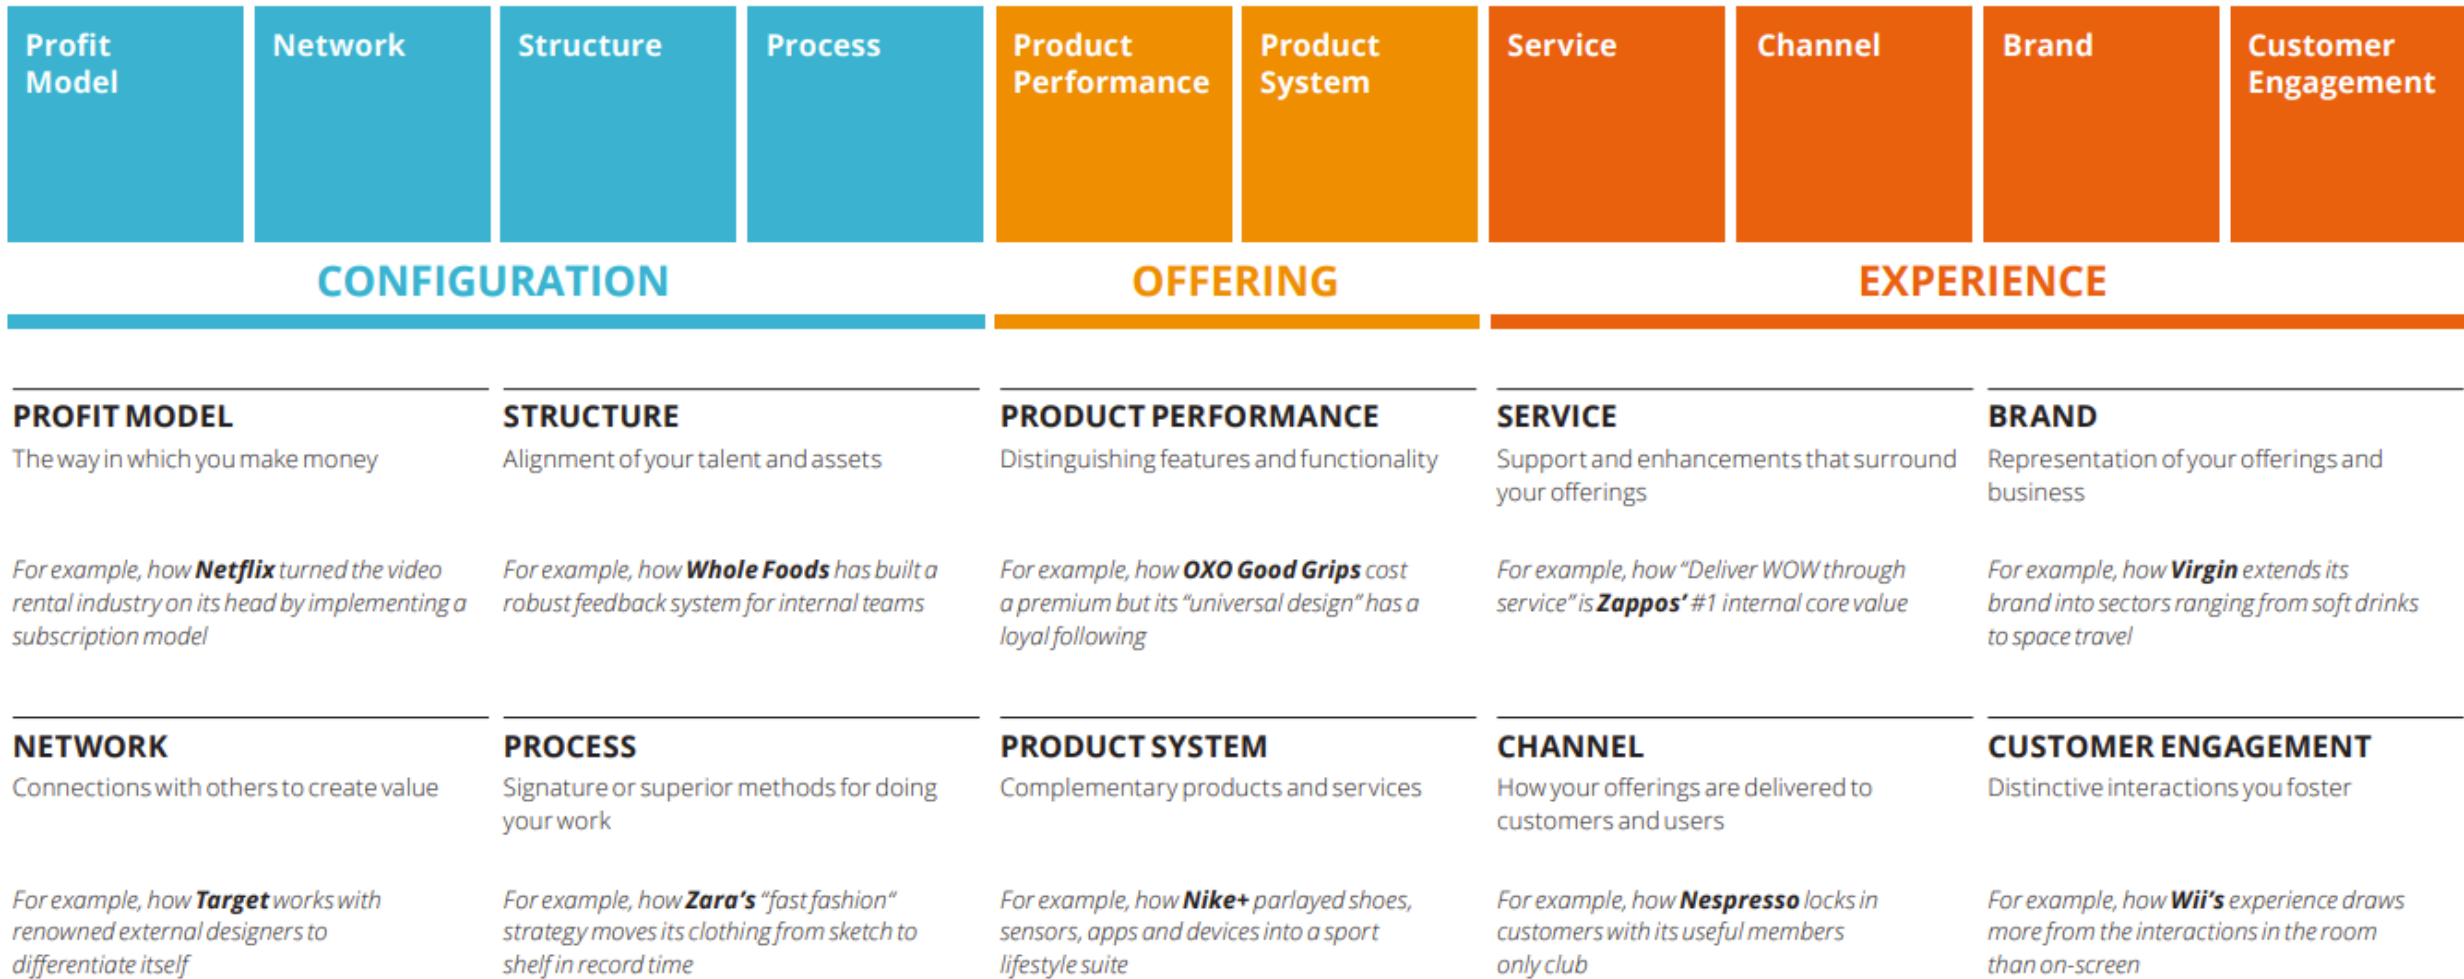 Profit
Model
Network
Structure
Process
Product
Performance
Product
System
Service
Channel
Brand
Customer
Engagement
CONFIGURATION
OFFERING
EXPERIENCE
PROFIT MODEL
The way in which you make money
For example, how Netflix turned the video
rental industry on its head by implementing a
subscription model
STRUCTURE
Alignment of your talent and assets
For example, how Whole Foods has built a
robust feedback system for internal teams
PRODUCT PERFORMANCE
Distinguishing features and functionality
For example, how OXO Good Grips cost
a premium but its “universal design” has a
loyal following
SERVICE
Support and enhancements that surround
your offerings
For example, how “Deliver WOW through
service” is Zappos’ #1 internal core value
BRAND
Representation of your offerings and
business
For example, how Virgin extends its
brand into sectors ranging from soft drinks
to space travel
NETWORK
Connections with others to create value
For example, how Target works with
renowned external designers to
differentiate itself
PROCESS
Signature or superior methods for doing
your work
For example, how Zara’s “fast fashion“
strategy moves its clothing from sketch to
shelf in record time
PRODUCT SYSTEM
Complementary products and services
For example, how Nike+ parlayed shoes,
sensors, apps and devices into a sport
lifestyle suite
CHANNEL
How your offerings are delivered to
customers and users
For example, how Nespresso locks in
customers with its useful members
only club
CUSTOMER ENGAGEMENT
Distinctive interactions you foster
For example, how Wii’s experience draws
more from the interactions in the room
than on-screen